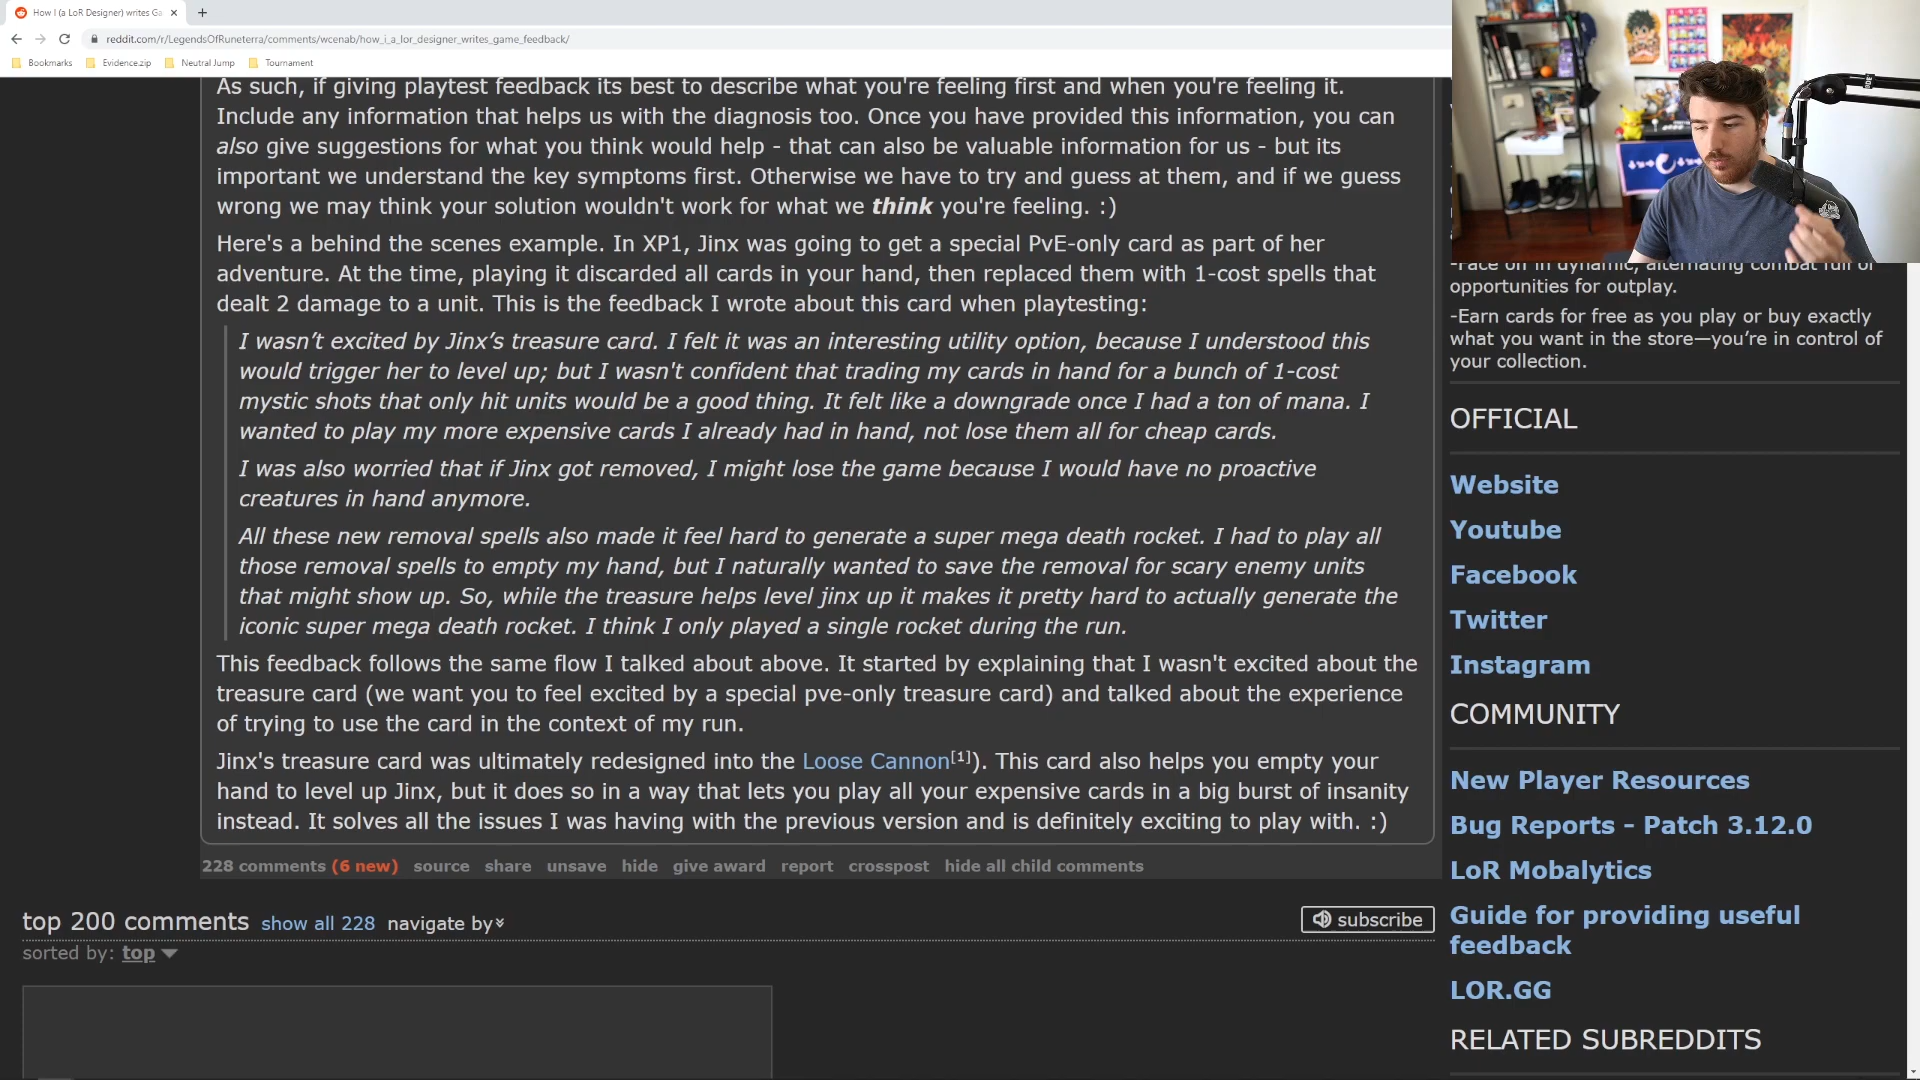 How I (a LoR Designer) writes Ga
reddit.com/r/LegendsOfRuneterra/comments/wcenab/how_i_a_lor_designer_writes_game_feedback/
Bookmarks Evidence.zip Neutral Jump Tournament
As such, if giving playtest feedback its best to describe what you're feeling first and when you're feeling it.
Include any information that helps us with the diagnosis too. Once you have provided this information, you can
also give suggestions for what you think would help - that can also be valuable information for us - but its
important we understand the key symptoms first. Otherwise we have to try and guess at them, and if we guess
wrong we may think your solution wouldn't work for what we think you're feeling. :)
Here's a behind the scenes example. In XP1, Jinx was going to get a special PvE-only card as part of her
adventure. At the time, playing it discarded all cards in your hand, then replaced them with 1-cost spells that
dealt 2 damage to a unit. This is the feedback I wrote about this card when playtesting:
I wasn't excited by Jinx's treasure card. I felt it was an interesting utility option, because I understood this
would trigger her to level up; but I wasn't confident that trading my cards in hand for a bunch of 1-cost
mystic shots that only hit units would be a good thing. It felt like a downgrade once I had a ton of mana. I
wanted to play my more expensive cards I already had in hand, not lose them all for cheap cards.
I was also worried that if Jinx got removed, I might lose the game because I would have no proactive
creatures in hand anymore.
All these new removal spells also made it feel hard to generate a super mega death rocket. I had to play all
those removal spells to empty my hand, but I naturally wanted to save the removal for scary enemy units
that might show up. So, while the treasure helps level jinx up it makes it pretty hard to actually generate the
iconic super mega death rocket. I think I only played a single rocket during the run.
This feedback follows the same flow I talked about above. It started by explaining that I wasn't excited about the
treasure card (we want you to feel excited by a special pve-only treasure card) and talked about the experience
of trying to use the card in the context of my run.
Jinx's treasure card was ultimately redesigned into the Loose Cannon[1]). This card also helps you empty your
hand to level up Jinx, but it does so in a way that lets you play all your expensive cards in a big burst of insanity
instead. It solves all the issues I was having with the previous version and is definitely exciting to play with. :)
228 comments (6 new) source share unsave hide give award report crosspost hide all child comments
top 200 comments show all 228 navigate by
subscribe
sorted by: top
-Face off in dynamic, alternating combat full of
opportunities for outplay.
-Earn cards for free as you play or buy exactly
what you want in the store—you're in control of
your collection.
OFFICIAL
Website
Youtube
Facebook
Twitter
Instagram
COMMUNITY
New Player Resources
Bug Reports - Patch 3.12.0
LoR Mobalytics
Guide for providing useful
feedback
LOR.GG
RELATED SUBREDDITS